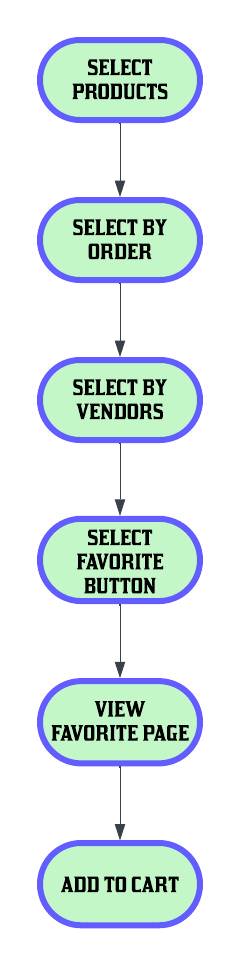 SELECT
PRODUCTS
SELECT BY
ORDER
SELECT BY
VENDORS
SELECT
FAVORITE
BUTTON
VIEW
FAVORITE PAGE
ADD TO CART